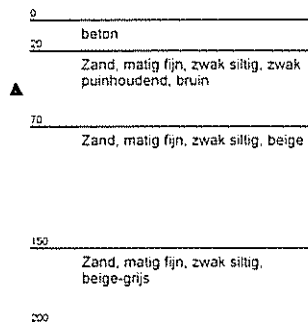 0
beton
20
Zand, matig fijn, zwak siltig, zwak
puinhoudend, bruin
70
Zand, matig fijn, zwak siltig, beige
150
Zand, matig fijn, zwak siltig,
beige-grijs
200